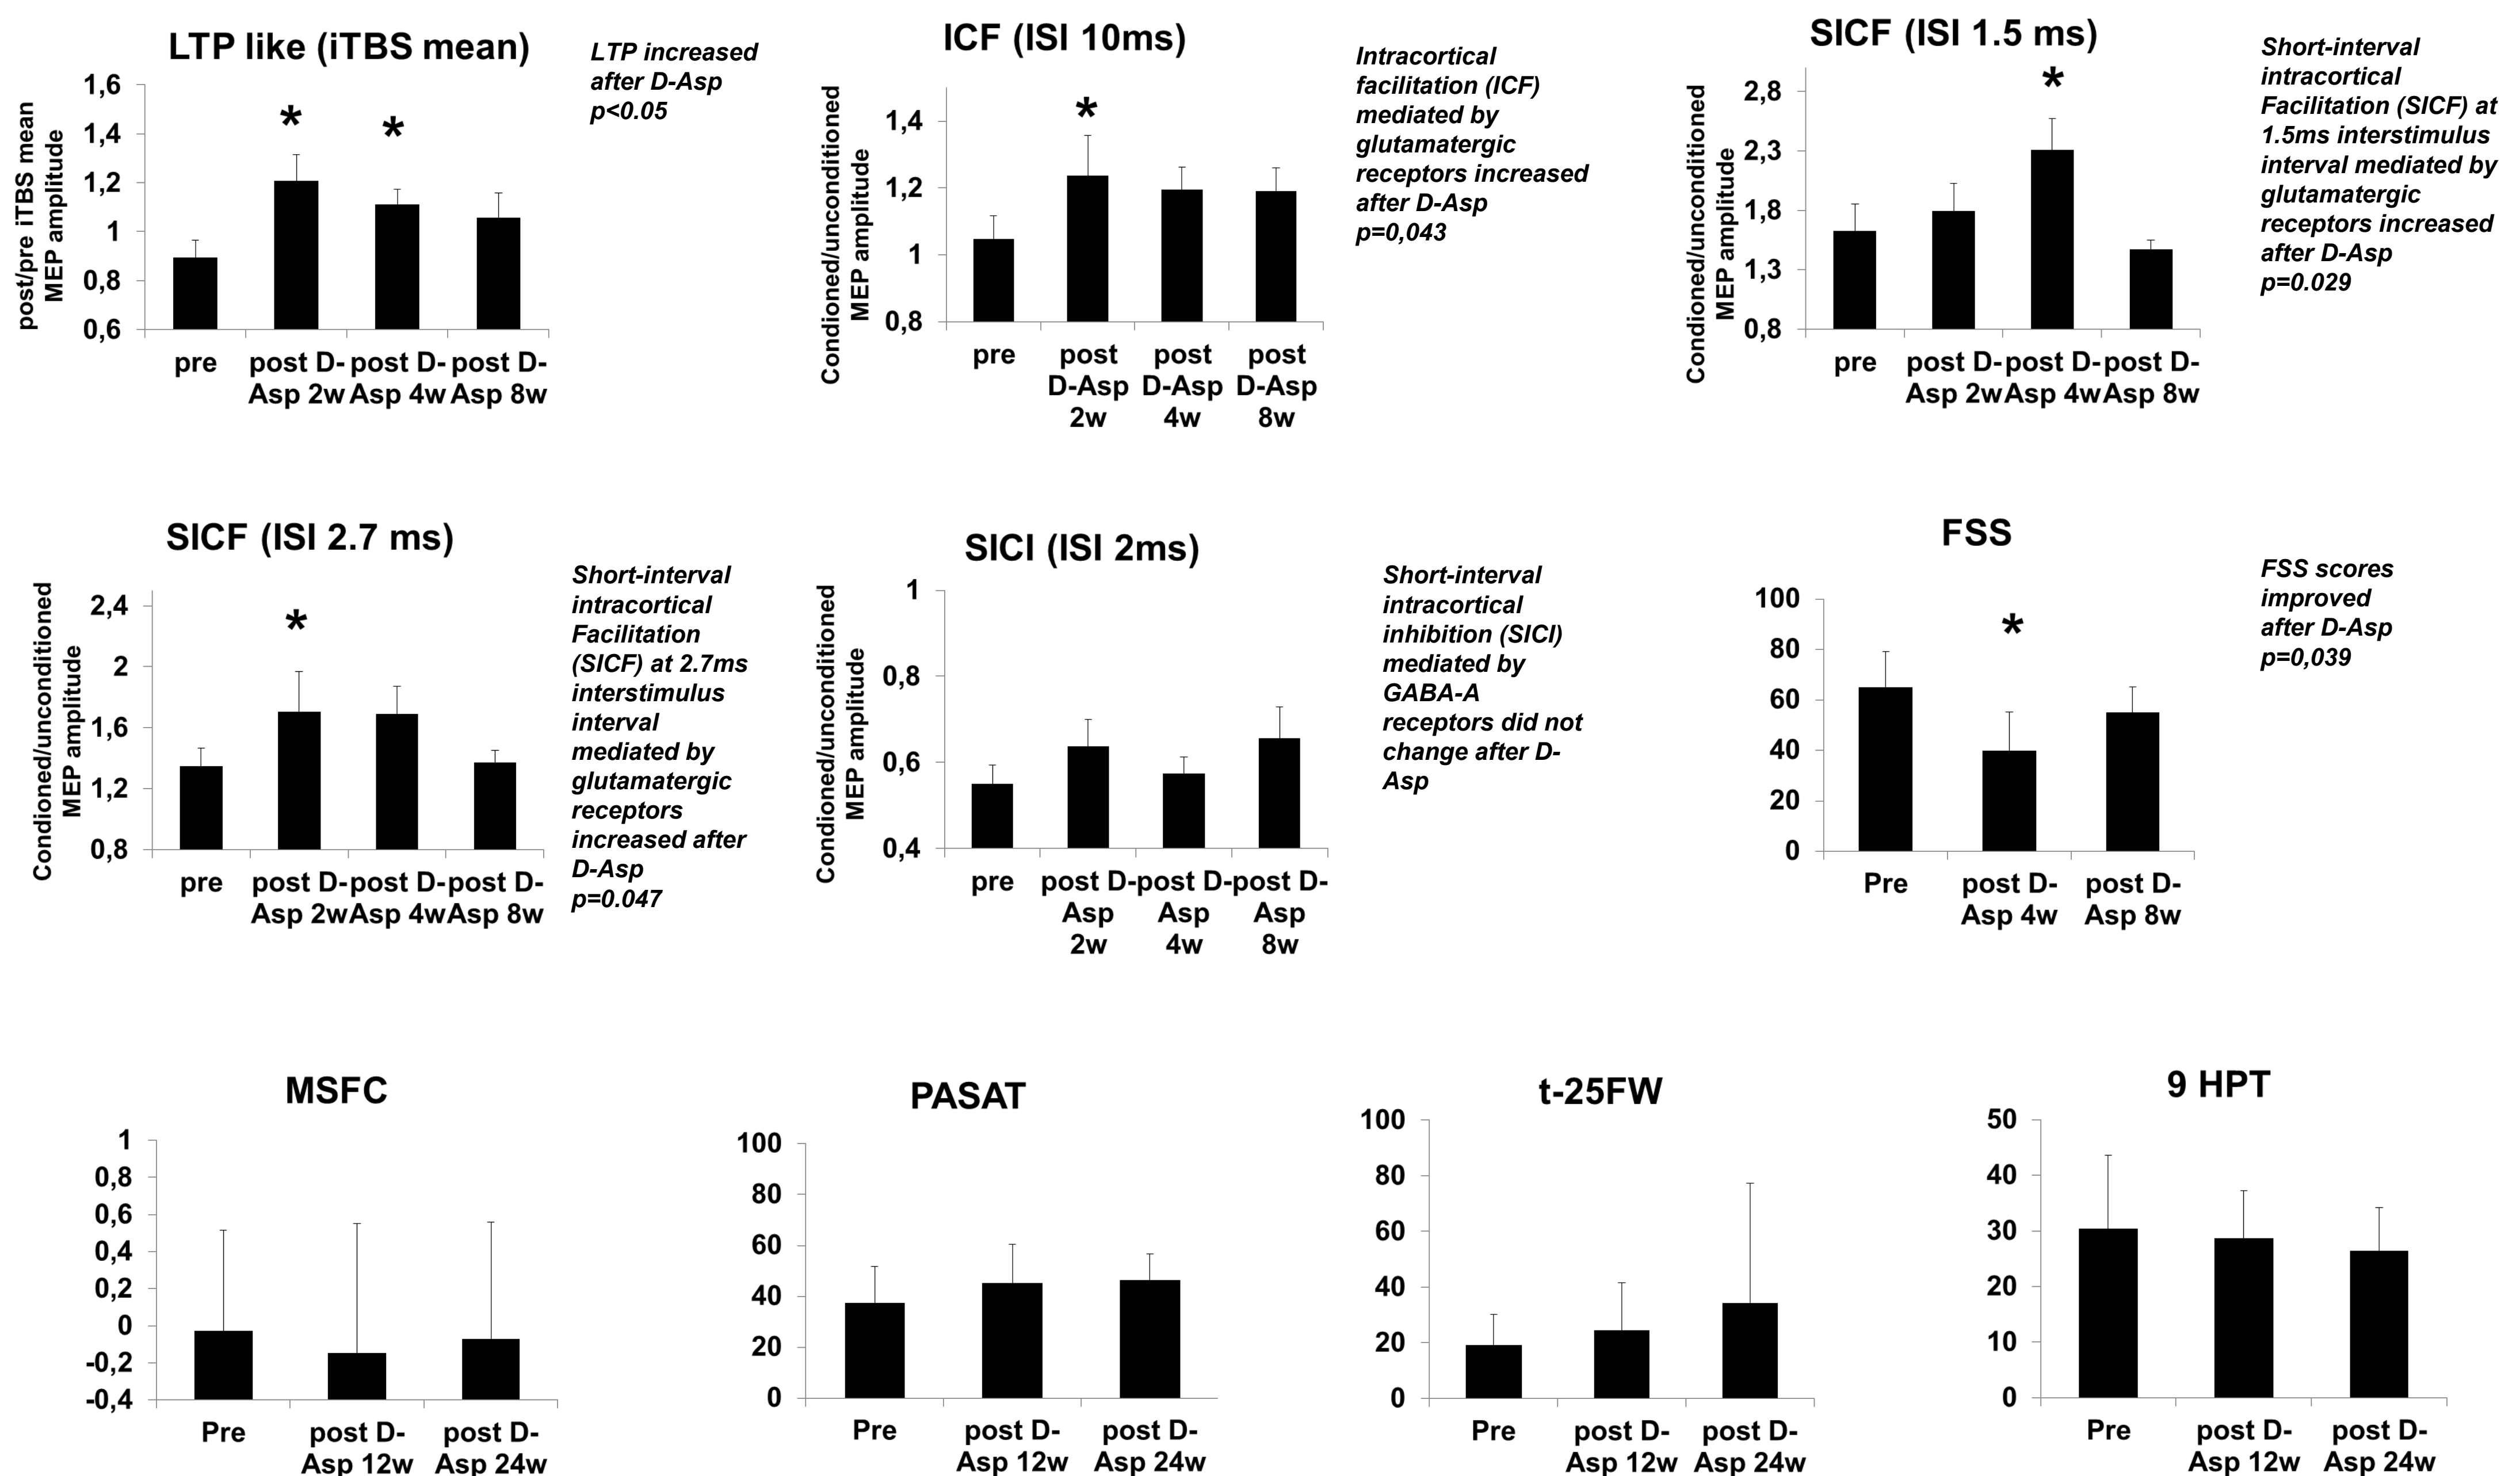 LTP like (iTBS mean)
post/pre iTBS mean
MEP amplitude
1,6
1,4
1,2
1
0,8
0,6
*
*
pre
post D-
Asp 2w
post D-
Asp 4w
post D-
Asp 8w
LTP increased
after D-Asp
p<0.05
ICF (ISI 10ms)
Condioned/unconditioned
MEP amplitude
1,4
1,2
1
0,8
*
pre
post
D-Asp
2w
post
D-Asp
4w
post
D-Asp
8w
Intracortical
facilitation (ICF)
mediated by
glutamatergic
receptors increased
after D-Asp
p=0,043
SICF (ISI 1.5 ms)
Condioned/unconditioned
MEP amplitude
2,8
2,3
1,8
1,3
0,8
*
pre
post D-
Asp 2w
post D-
Asp 4w
post D-
Asp 8w
Short-interval
intracortical
Facilitation (SICF) at
1.5ms interstimulus
interval mediated by
glutamatergic
receptors increased
after D-Asp
p=0.029
SICF (ISI 2.7 ms)
Condioned/unconditioned
MEP amplitude
2,4
2
1,6
1,2
0,8
*
pre
post D-
Asp 2w
post D-
Asp 4w
post D-
Asp 8w
Short-interval
intracortical
Facilitation
(SICF) at 2.7ms
interstimulus
interval
mediated by
glutamatergic
receptors
increased after
D-Asp
p=0.047
SICI (ISI 2ms)
Condioned/unconditioned
MEP amplitude
1
0,8
0,6
0,4
pre
post D-
Asp
2w
post D-
Asp
4w
post D-
Asp
8w
Short-interval
intracortical
inhibition (SICI)
mediated by
GABA-A
receptors did not
change after D-
Asp
FSS
100
80
60
40
20
0
*
Pre
post D-
Asp 4w
post D-
Asp 8w
FSS scores
improved
after D-Asp
p=0,039
MSFC
1
0,8
0,6
0,4
0,2
0
-0,2
-0,4
Pre
post D-
Asp 12w
post D-
Asp 24w
PASAT
100
80
60
40
20
0
Pre
post D-
Asp 12w
post D-
Asp 24w
t-25FW
100
80
60
40
20
0
Pre
post D-
Asp 12w
post D-
Asp 24w
9 HPT
50
40
30
20
10
0
Pre
post D-
Asp 12w
post D-
Asp 24w